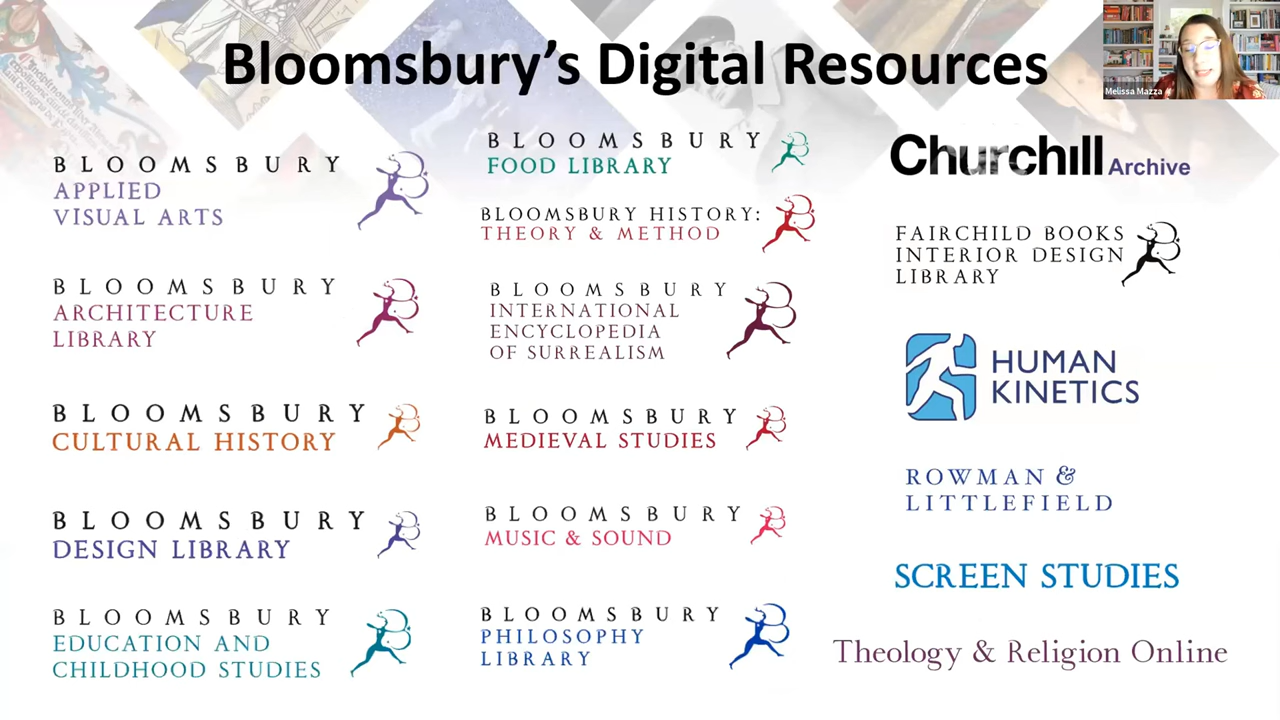 Bloomsbury's Digital Resources
Melissa Mazza
BLOOMSBURY
APPLIED
VISUAL ARTS
BLOOMSBURY
ARCHITECTURE
LIBRARY
BLOOMSBURY
CULTURAL HISTORY
BLOOMSBURY
DESIGN LIBRARY
BLOOMSBURY
EDUCATION AND
CHILDHOOD STUDIES
BLOOMSBURY
FOOD LIBRARY
BLOOMSBURY HISTORY:
THEORY & METHOD
BLOOMSBURY
INTERNATIONAL
ENCYCLOPEDIA
OF SURREALISM
BLOOMSBURY
MEDIEVAL STUDIES
BLOOMSBURY
MUSIC & SOUND
BLOOMSBURY
PHILOSOPHY
LIBRARY
Churchill Archive
FAIRCHILD BOOKS
INTERIOR DESIGN
LIBRARY
HUMAN
KINETICS
ROWMAN &
LITTLEFIELD
SCREEN STUDIES
Theology & Religion Online